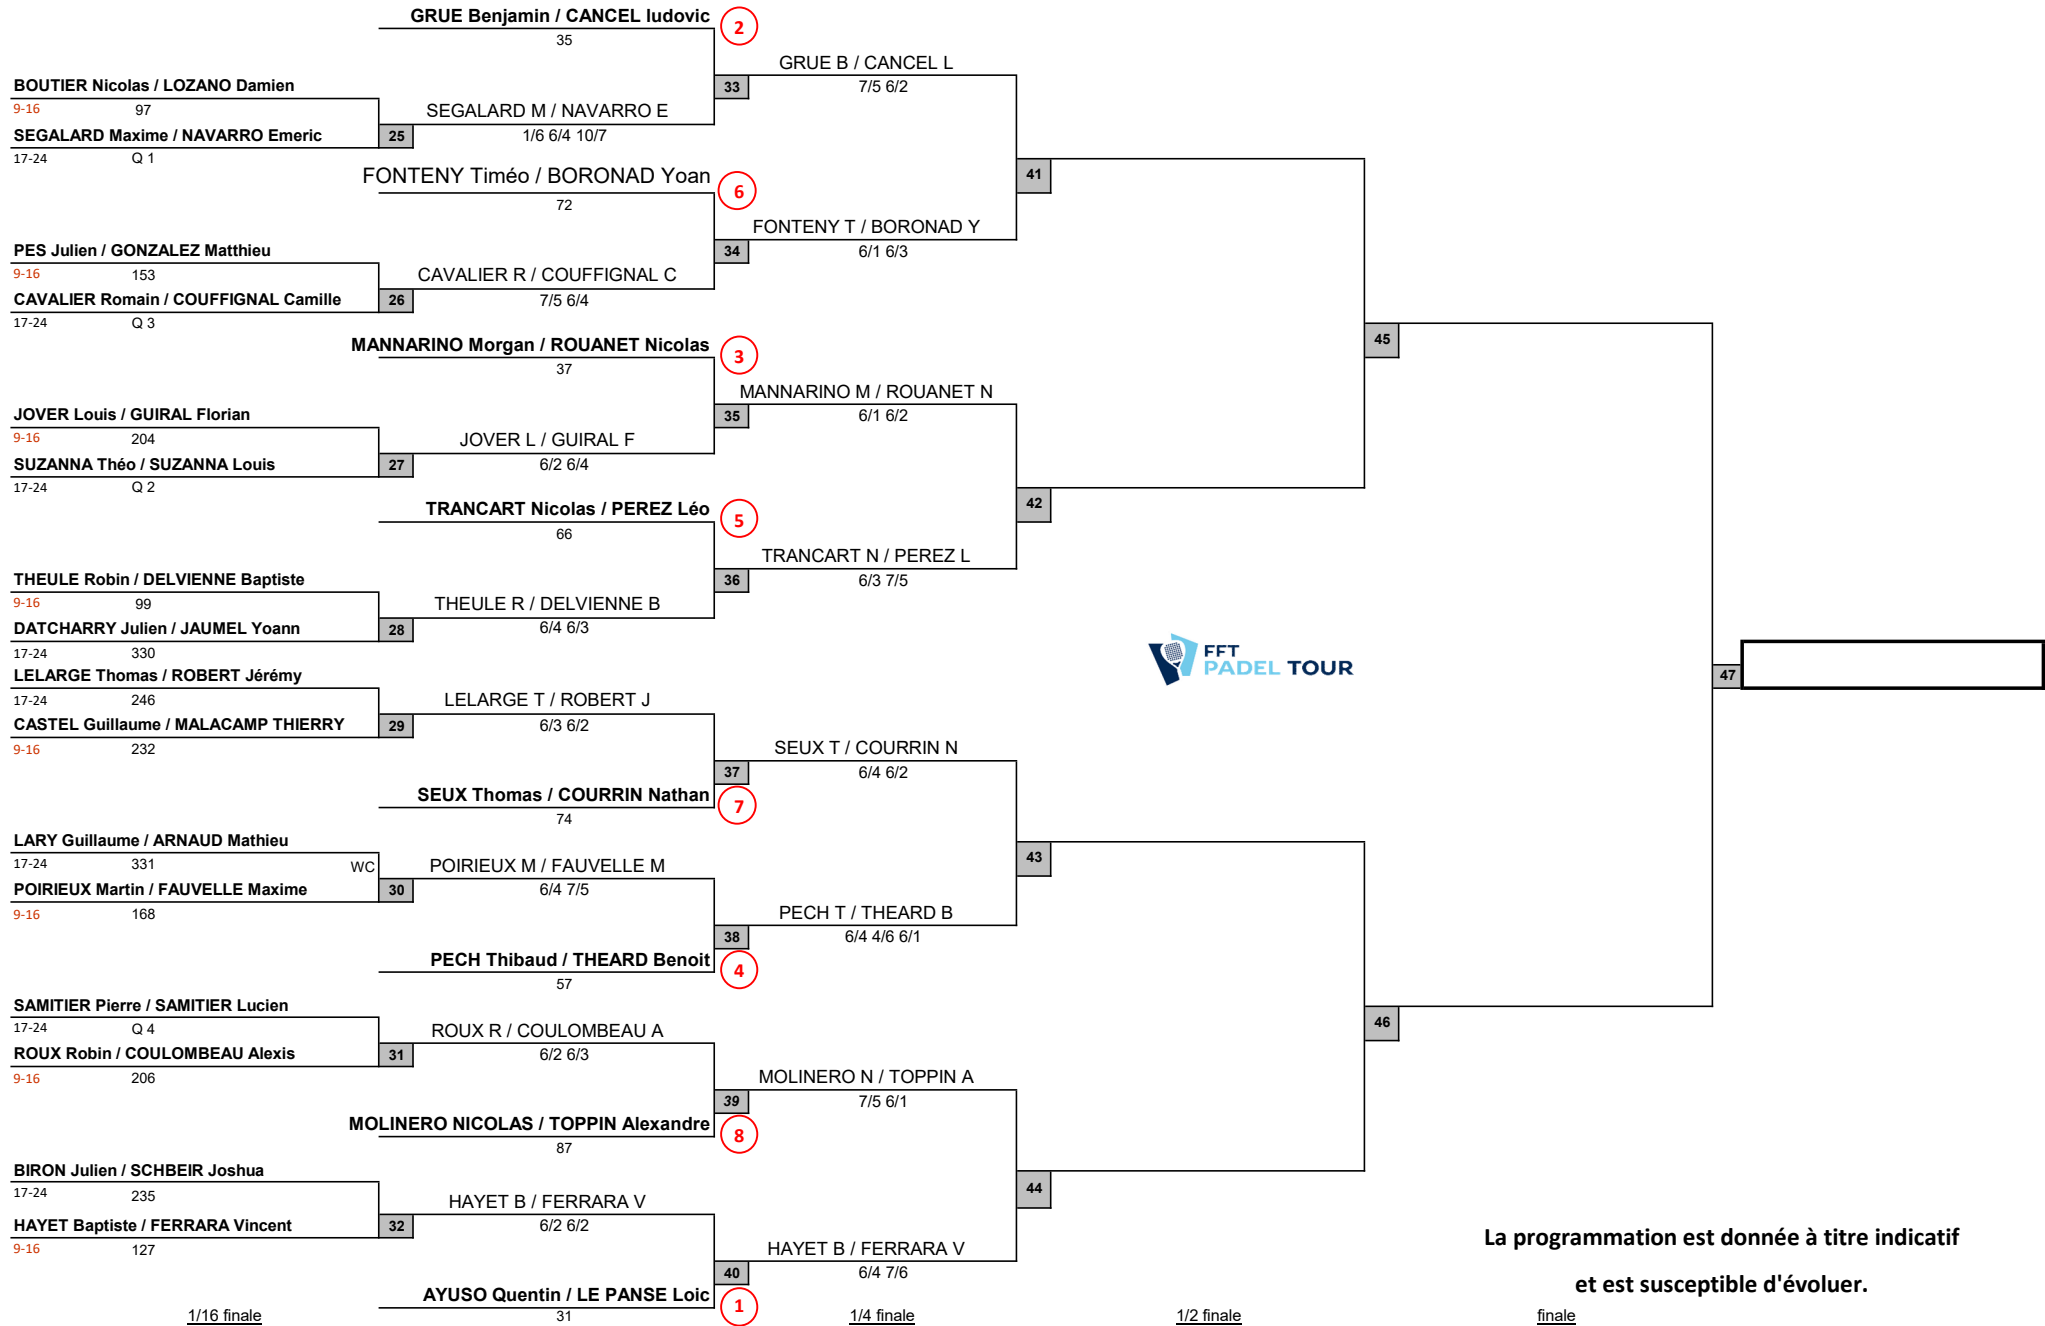 GRUE Benjamin / CANCEL ludovic
2
35
GRUE B / CANCEL L
BOUTIER Nicolas / LOZANO Damien
33
7/5 6/2
9-16 97
SEGALARD M / NAVARRO E
SEGALARD Maxime / NAVARRO Emeric
25
1/6 6/4 10/7
17-24 Q 1
41
FONTENY Timéo / BORONAD Yoan
6
72
FONTENY T / BORONAD Y
PES Julien / GONZALEZ Matthieu
34
6/1 6/3
9-16 153
CAVALIER R / COUFFIGNAL C
CAVALIER Romain / COUFFIGNAL Camille
26
7/5 6/4
17-24 Q 3
45
MANNARINO Morgan / ROUANET Nicolas
3
37
MANNARINO M / ROUANET N
JOVER Louis / GUIRAL Florian
35
6/1 6/2
9-16 204
JOVER L / GUIRAL F
SUZANNA Théo / SUZANNA Louis
27
6/2 6/4
17-24 Q 2
42
TRANCART Nicolas / PEREZ Léo
5
66
TRANCART N / PEREZ L
THEULE Robin / DELVIENNE Baptiste
36
6/3 7/5
9-16 99
THEULE R / DELVIENNE B
DATCHARRY Julien / JAUMEL Yoann
28
6/4 6/3
17-24 330
FFT
PADEL TOUR
47
LELARGE Thomas / ROBERT Jérémy
17-24 246
LELARGE T / ROBERT J
CASTEL Guillaume / MALACAMP THIERRY
29
6/3 6/2
9-16 232
SEUX T / COURRIN N
37
6/4 6/2
SEUX Thomas / COURRIN Nathan
7
74
LARY Guillaume / ARNAUD Mathieu
17-24 331 WC
43
POIRIEUX M / FAUVELLE M
POIRIEUX Martin / FAUVELLE Maxime
30
6/4 7/5
9-16 168
PECH T / THEARD B
38
6/4 4/6 6/1
PECH Thibaud / THEARD Benoit
4
57
SAMITIER Pierre / SAMITIER Lucien
17-24 Q 4
46
ROUX R / COULOMBEAU A
ROUX Robin / COULOMBEAU Alexis
31
6/2 6/3
9-16 206
MOLINERO N / TOPPIN A
39
7/5 6/1
MOLINERO NICOLAS / TOPPIN Alexandre
8
87
BIRON Julien / SCHBEIR Joshua
17-24 235
44
HAYET B / FERRARA V
HAYET Baptiste / FERRARA Vincent
32
6/2 6/2
9-16 127
HAYET B / FERRARA V
40
6/4 7/6
AYUSO Quentin / LE PANSE Loic
1
31
La programmation est donnée à titre indicatif
et est susceptible d'évoluer.
1/16 finale 1/4 finale 1/2 finale finale